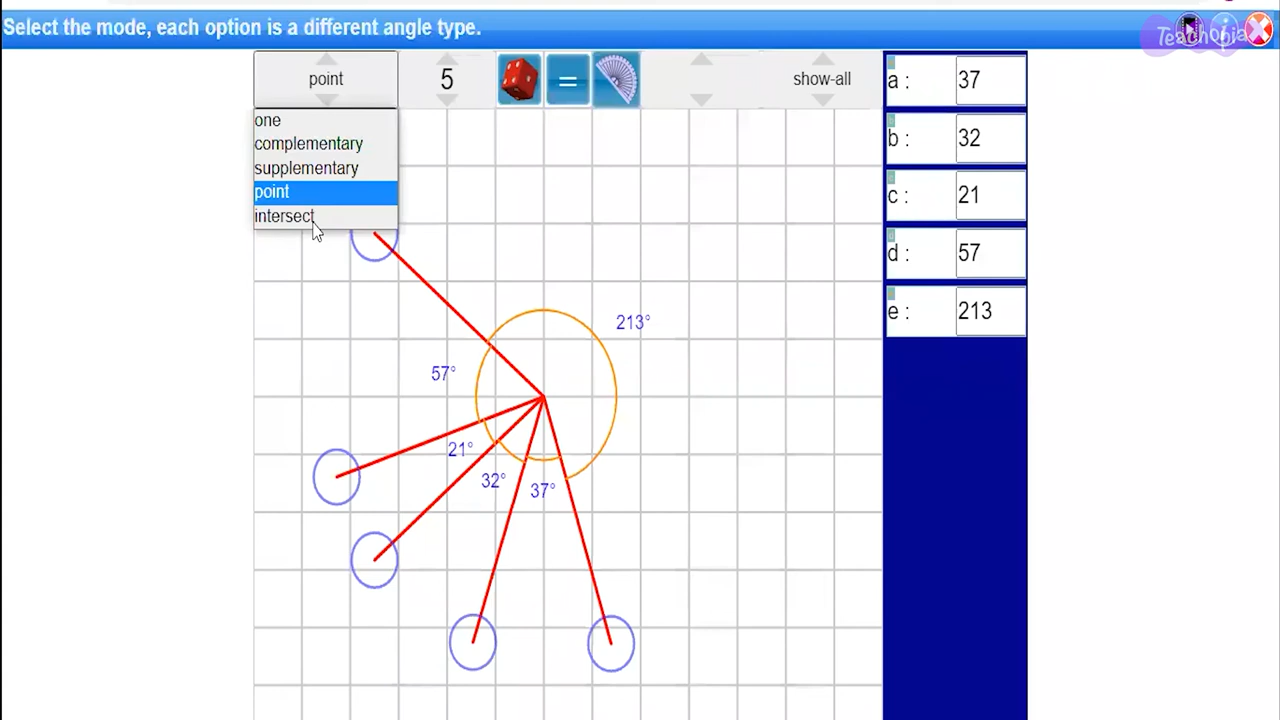 Select the mode, each option is a different angle type.
Teachopia
point
5
=
show-all
one
complementary
supplementary
point
intersect
a : 37
b : 32
c : 21
d : 57
e : 213
213°
57°
21°
32°
37°